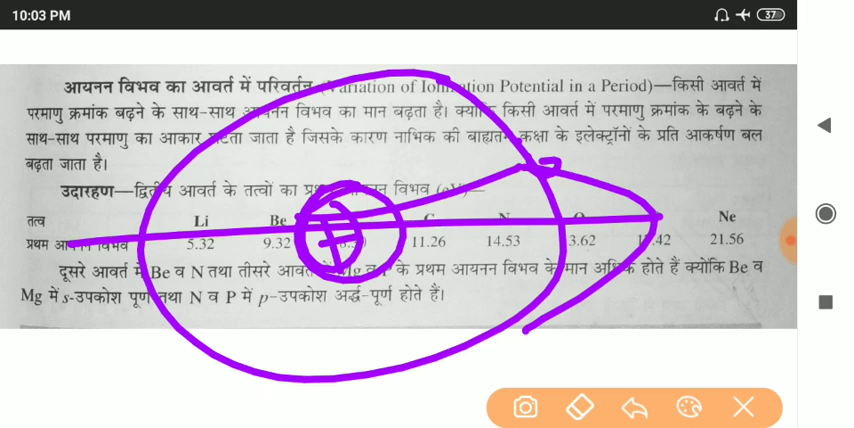 10:03 PM
37
आयनन विभव का आवर्त में परिवर्तन (Variation of Ionization Potential in a Period)—किसी आवर्त में
परमाणु क्रमांक बढ़ने के साथ-साथ आयनन विभव का मान बढ़ता है। क्योंकि किसी आवर्त में परमाणु क्रमांक के बढ़ने के
साथ-साथ परमाणु का आकार घटता जाता है जिसके कारण नाभिक की बाह्यतम कक्षा के इलेक्ट्रॉनों के प्रति आकर्षण बल
बढ़ता जाता है।
उदारहण—द्वितीय आवर्त के तत्वों का प्रथम आयनन विभव (eV)—
तत्व Li Be C N O Ne
प्रथम आयनन विभव 5.32 9.32 11.26 14.53 13.62 21.56
दूसरे आवर्त में Be व N तथा तीसरे आवर्त में Mg व P के प्रथम आयनन विभव के मान अधिक होते हैं क्योंकि Be व
Mg में s-उपकोश पूर्ण तथा N व P में p-उपकोश अर्द्ध-पूर्ण होते हैं।